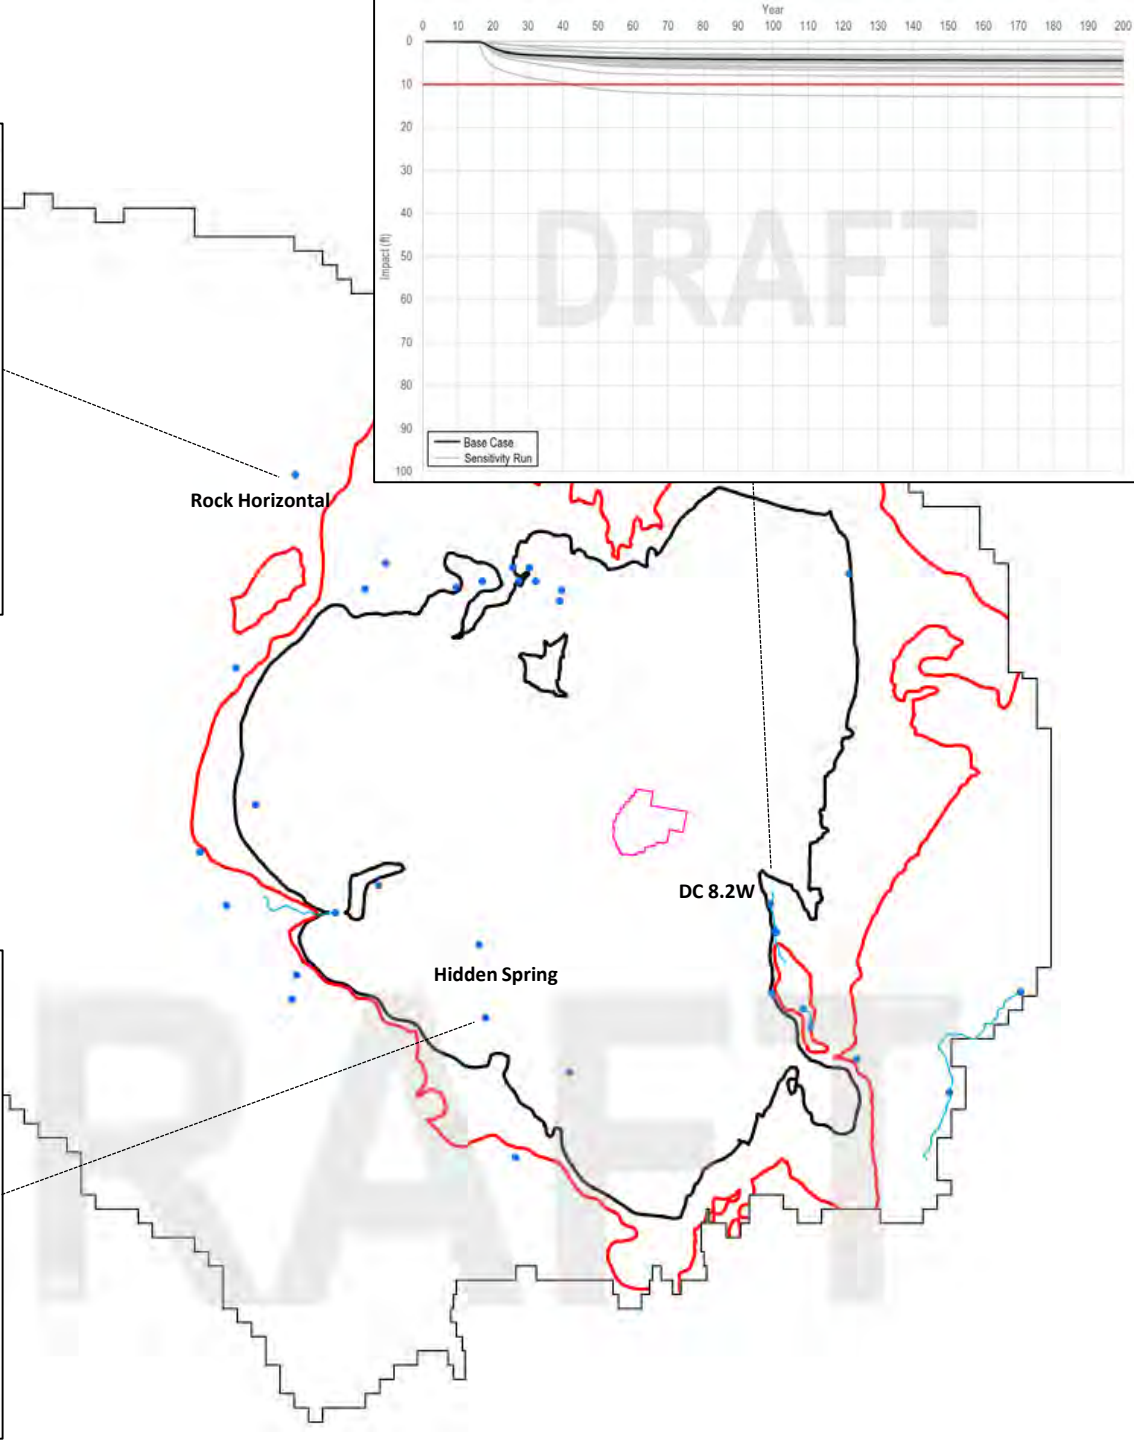 Year
0 10 20 30 40 50 60 70 80 90 100 110 120 130 140 150 160 170 180 190 200
0
10
20
30
40
50
60
70
80
90
100
Impact (ft)
DRAFT
Base Case
Sensitivity Run
Rock Horizontal
DC 8.2W
Hidden Spring
RAFT